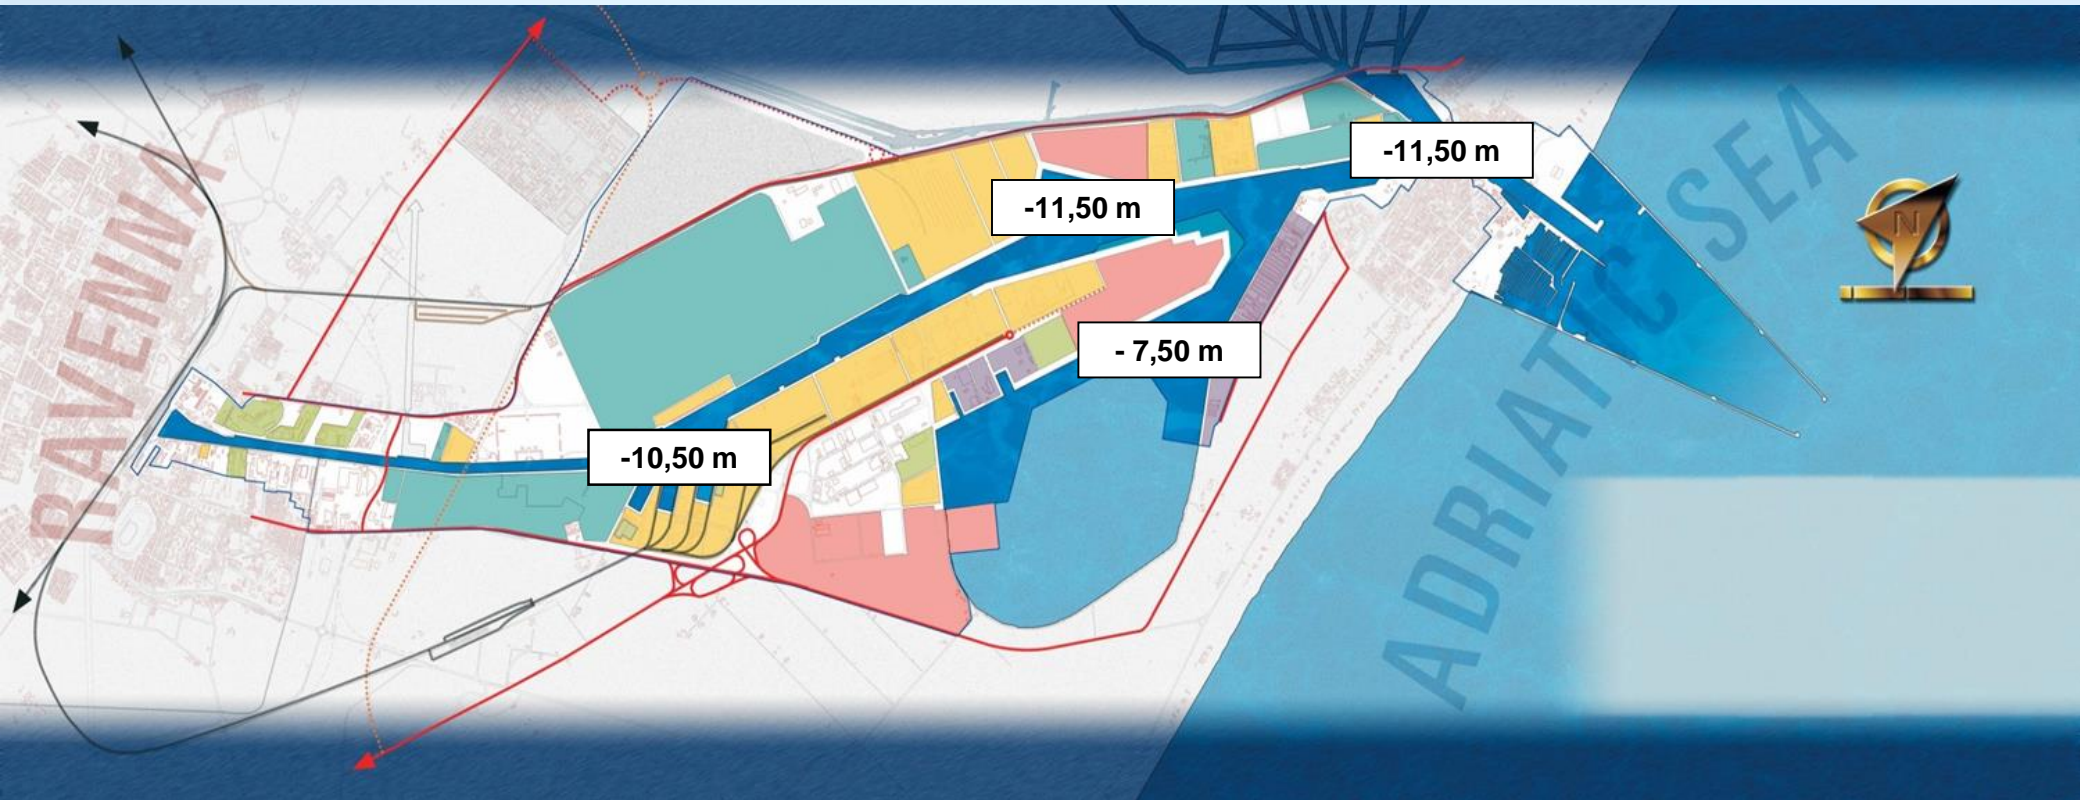 RAVENNA
ADRIATIC SEA
-11,50 m
-11,50 m
- 7,50 m
-10,50 m
N